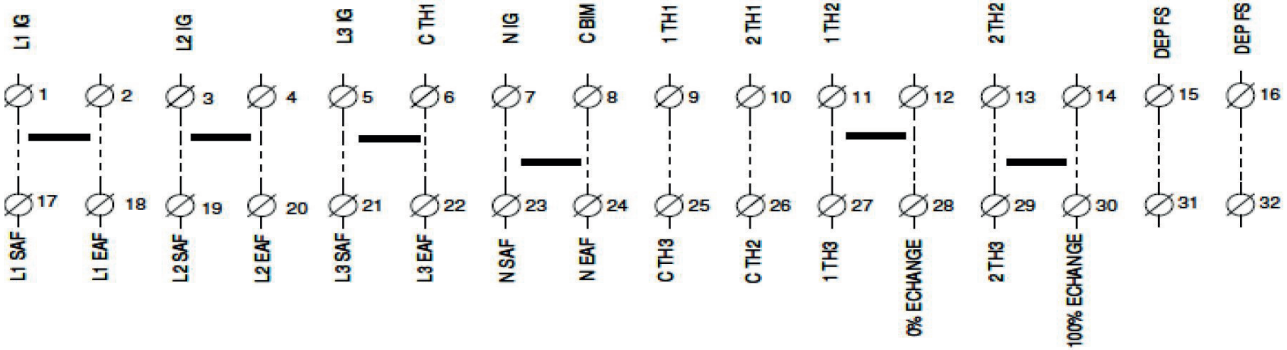 L1 IG L2 IG L3 IG C TH1 N IG C BIM 1 TH1 2 TH1 1 TH2 2 TH2 DEP FS DEP FS
1 2 3 4 5 6 7 8 9 10 11 12 13 14 15 16
17 18 19 20 21 22 23 24 25 26 27 28 29 30 31 32
L1 SAF L1 EAF L2 SAF L2 EAF L3 SAF L3 EAF N SAF N EAF C TH3 C TH2 1 TH3 0% ECHANGE 2 TH3 100% ECHANGE